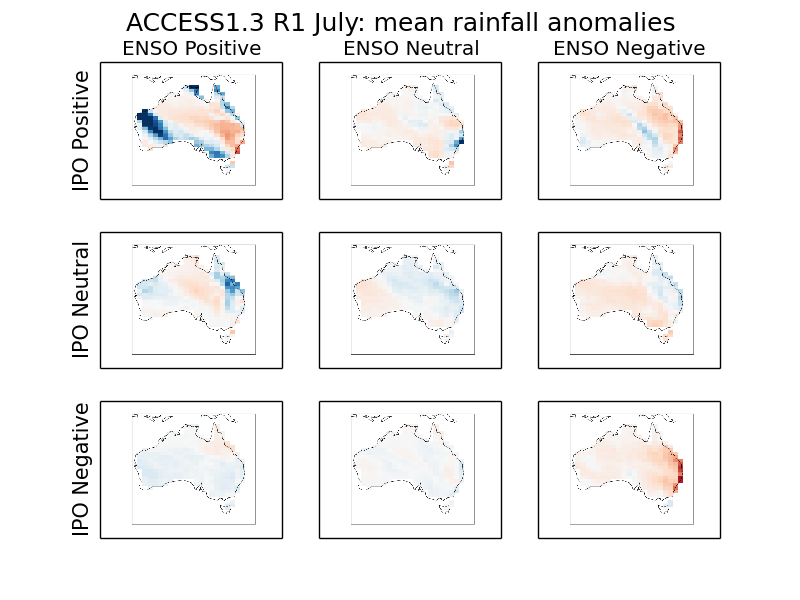 ACCESS1.3 R1 July: mean rainfall anomalies
ENSO Positive ENSO Neutral ENSO Negative
IPO Positive
IPO Neutral
IPO Negative